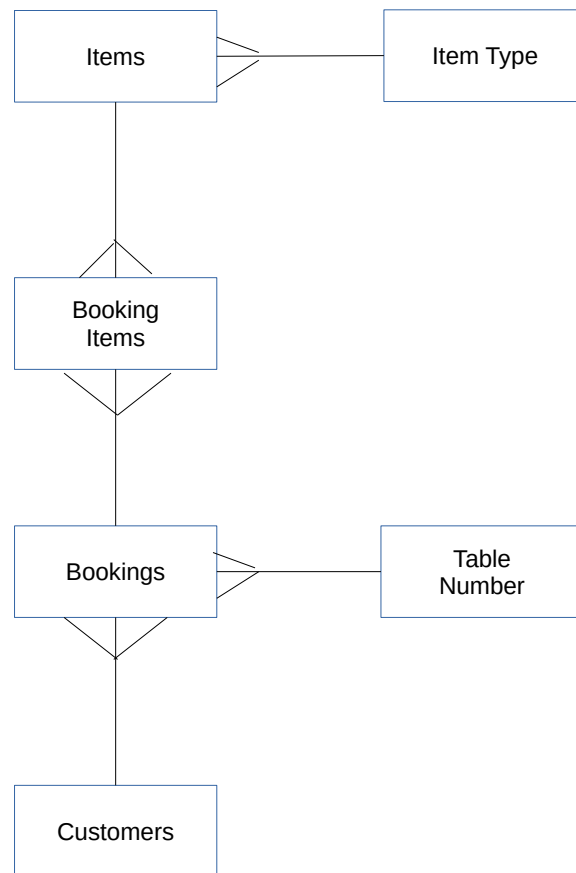 Items
Item Type
Booking
Items
Bookings
Table
Number
Customers